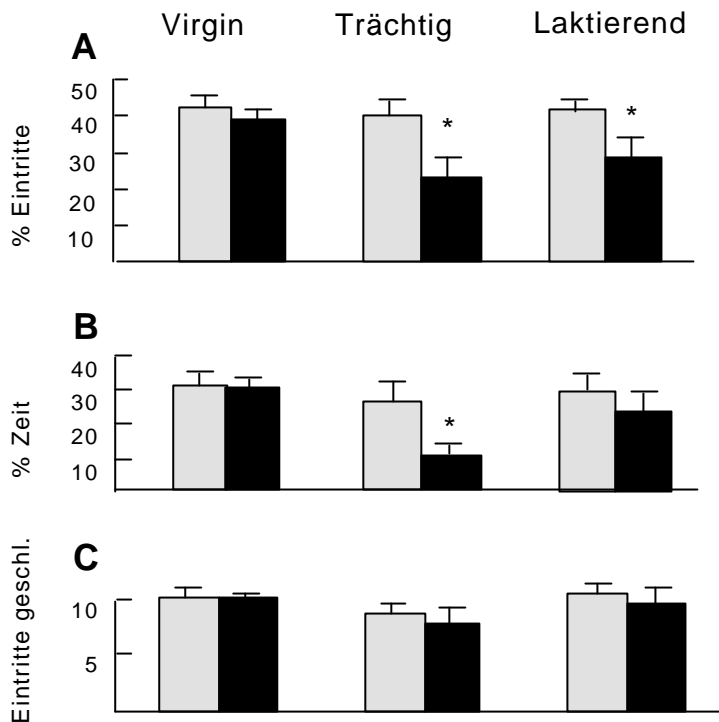 Virgin Trächtig Laktierend
A
50
40
30
20
10
% Eintritte
* *
B
40
30
20
10
% Zeit
*
C
10
5
Eintritte geschl.